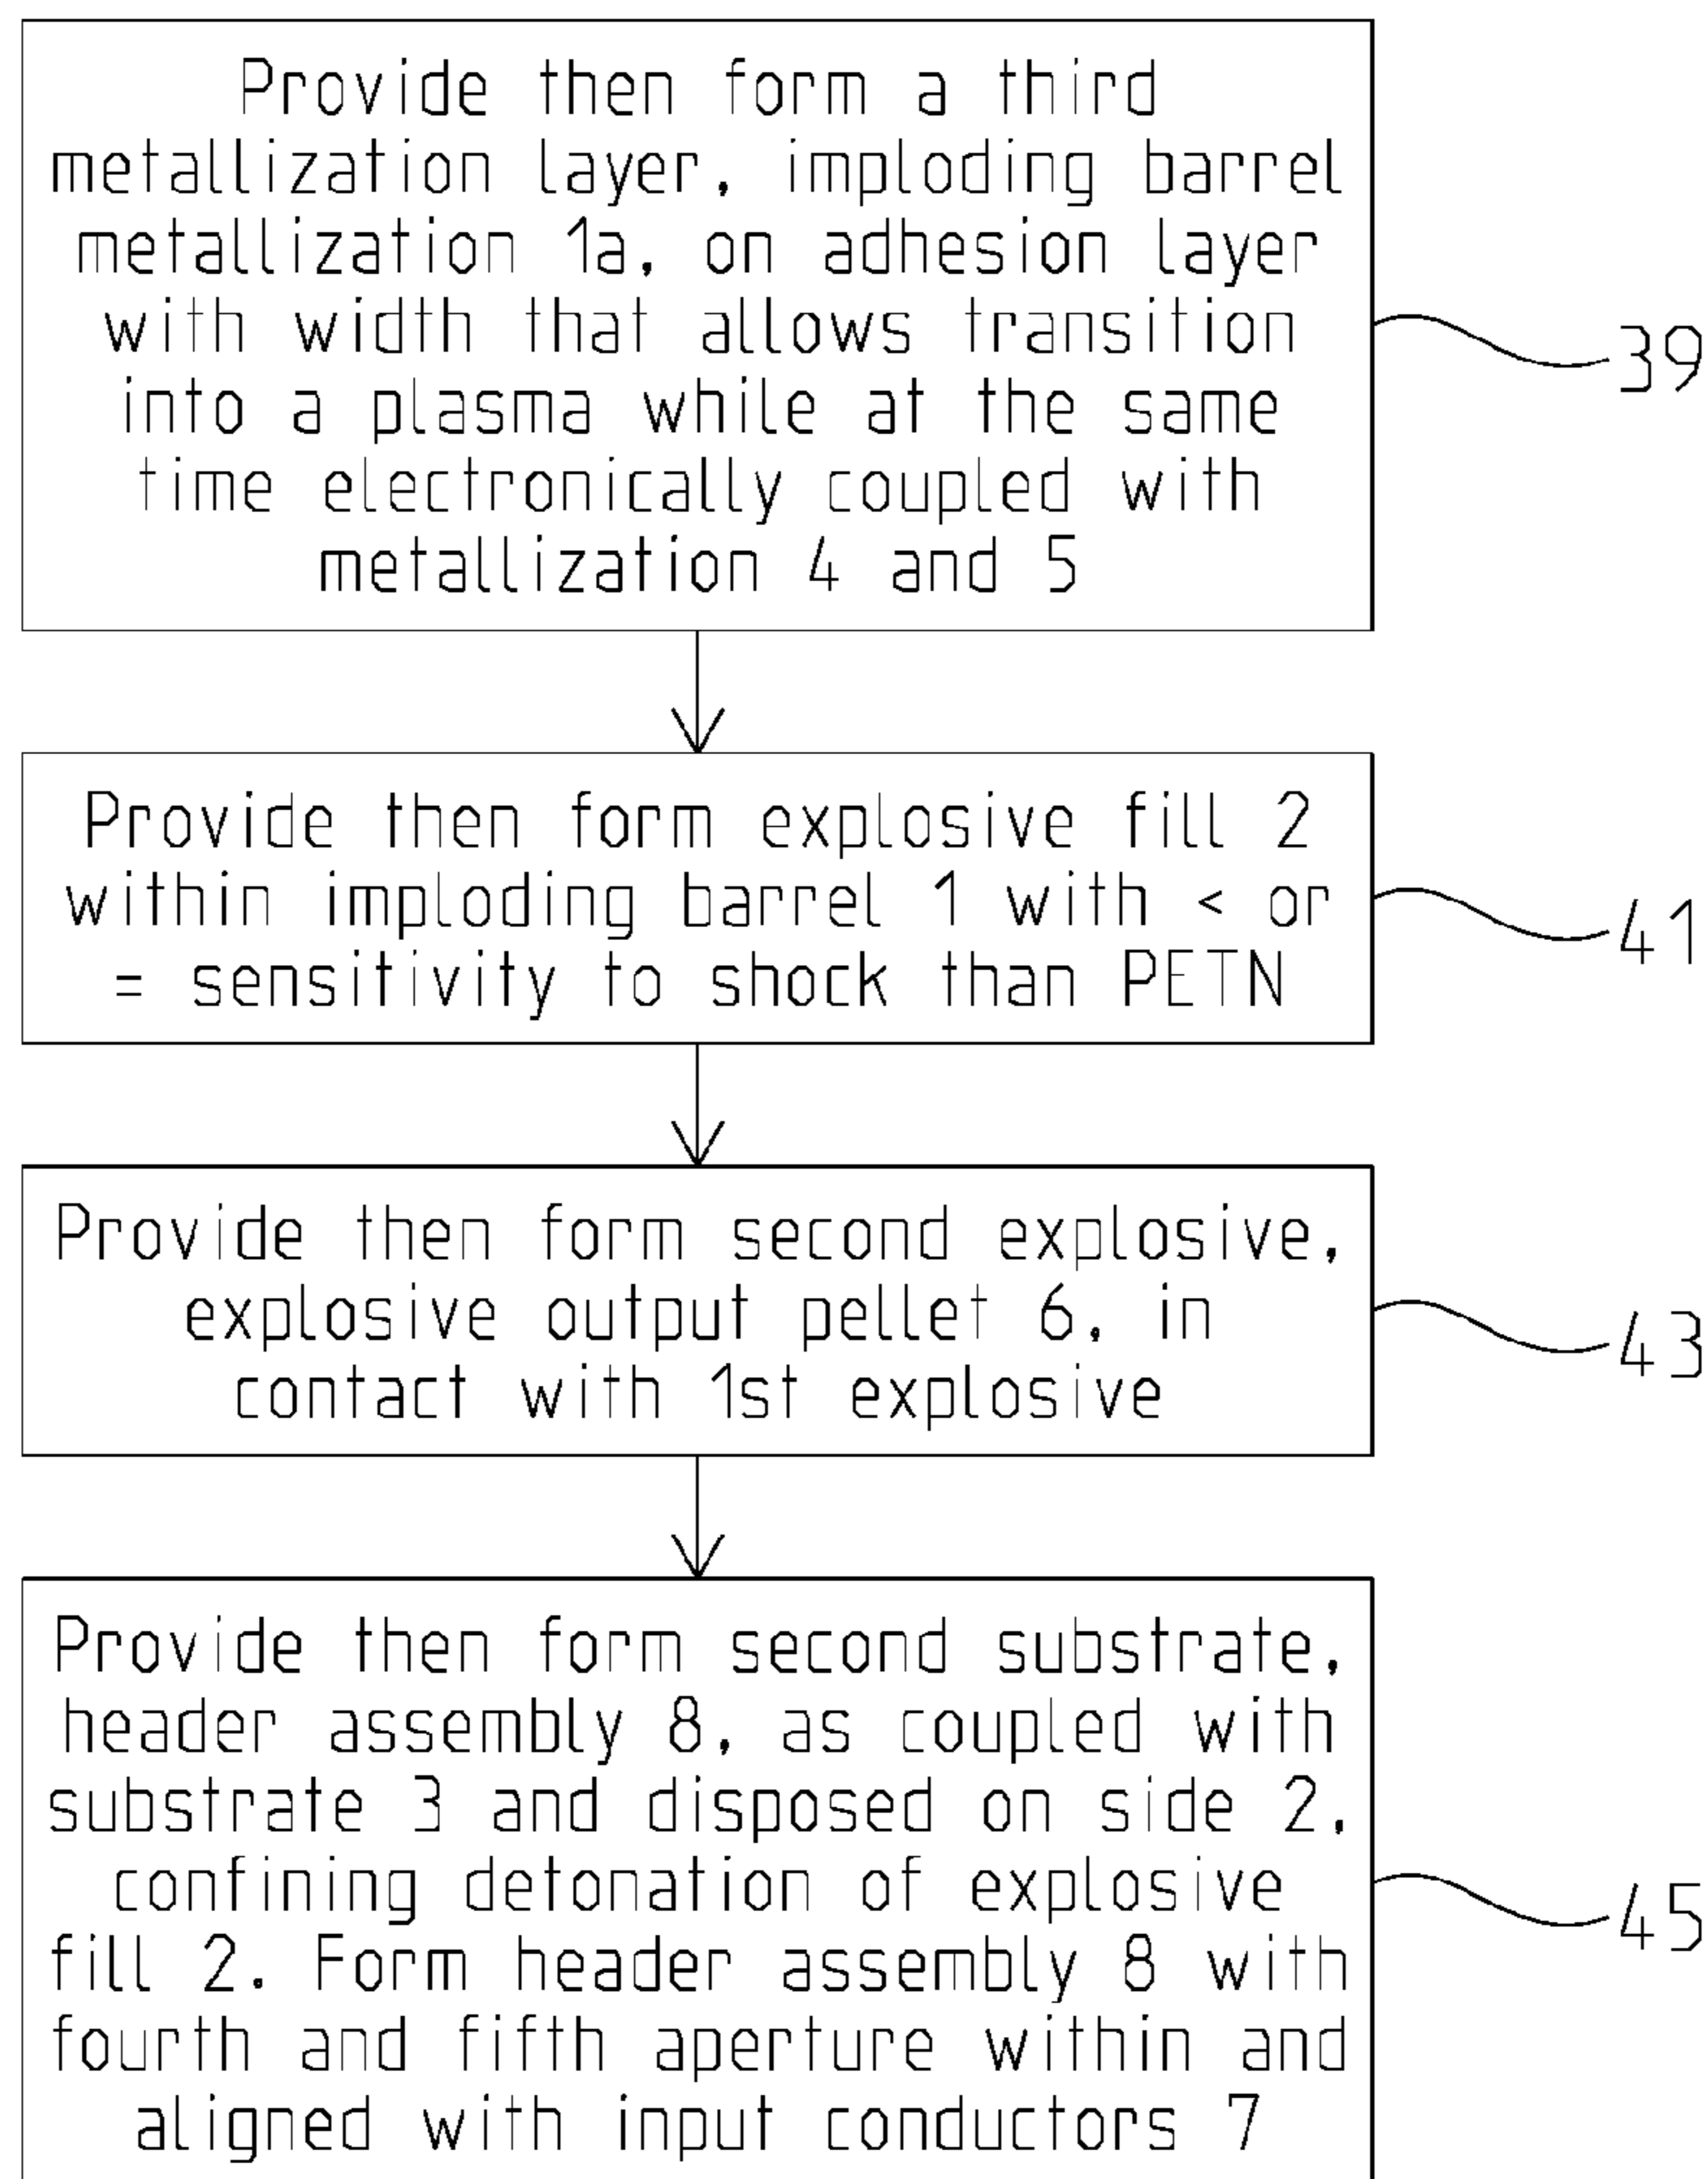 Provide then form a third
metallization layer, imploding barrel
metallization 1a, on adhesion layer
with width that allows transition
into a plasma while at the same
time electronically coupled with
metallization 4 and 5
39
Provide then form explosive fill 2
within imploding barrel 1 with < or
= sensitivity to shock than PETN
41
Provide then form second explosive,
explosive output pellet 6, in
contact with 1st explosive
43
Provide then form second substrate,
header assembly 8, as coupled with
substrate 3 and disposed on side 2,
confining detonation of explosive
fill 2. Form header assembly 8 with
fourth and fifth aperture within and
aligned with input conductors 7
45